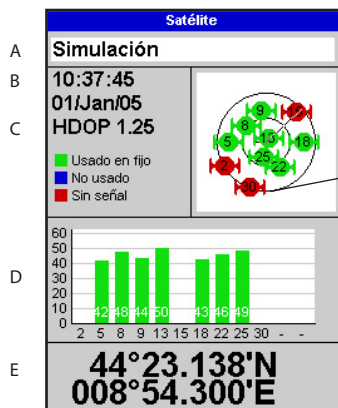 Satélite
A
Simulación
B
10:37:45
01/Jan/05
C
HDOP 1.25
Usado en fijo
No usado
Sin señal
9
15
8
5
13
18
25
22
2
30
D
60
50
40
30
20
10
0
42 48 44 50 43 46 49
2 5 8 9 13 15 18 22 25 30 - -
E
44°23.138'N
008°54.300'E